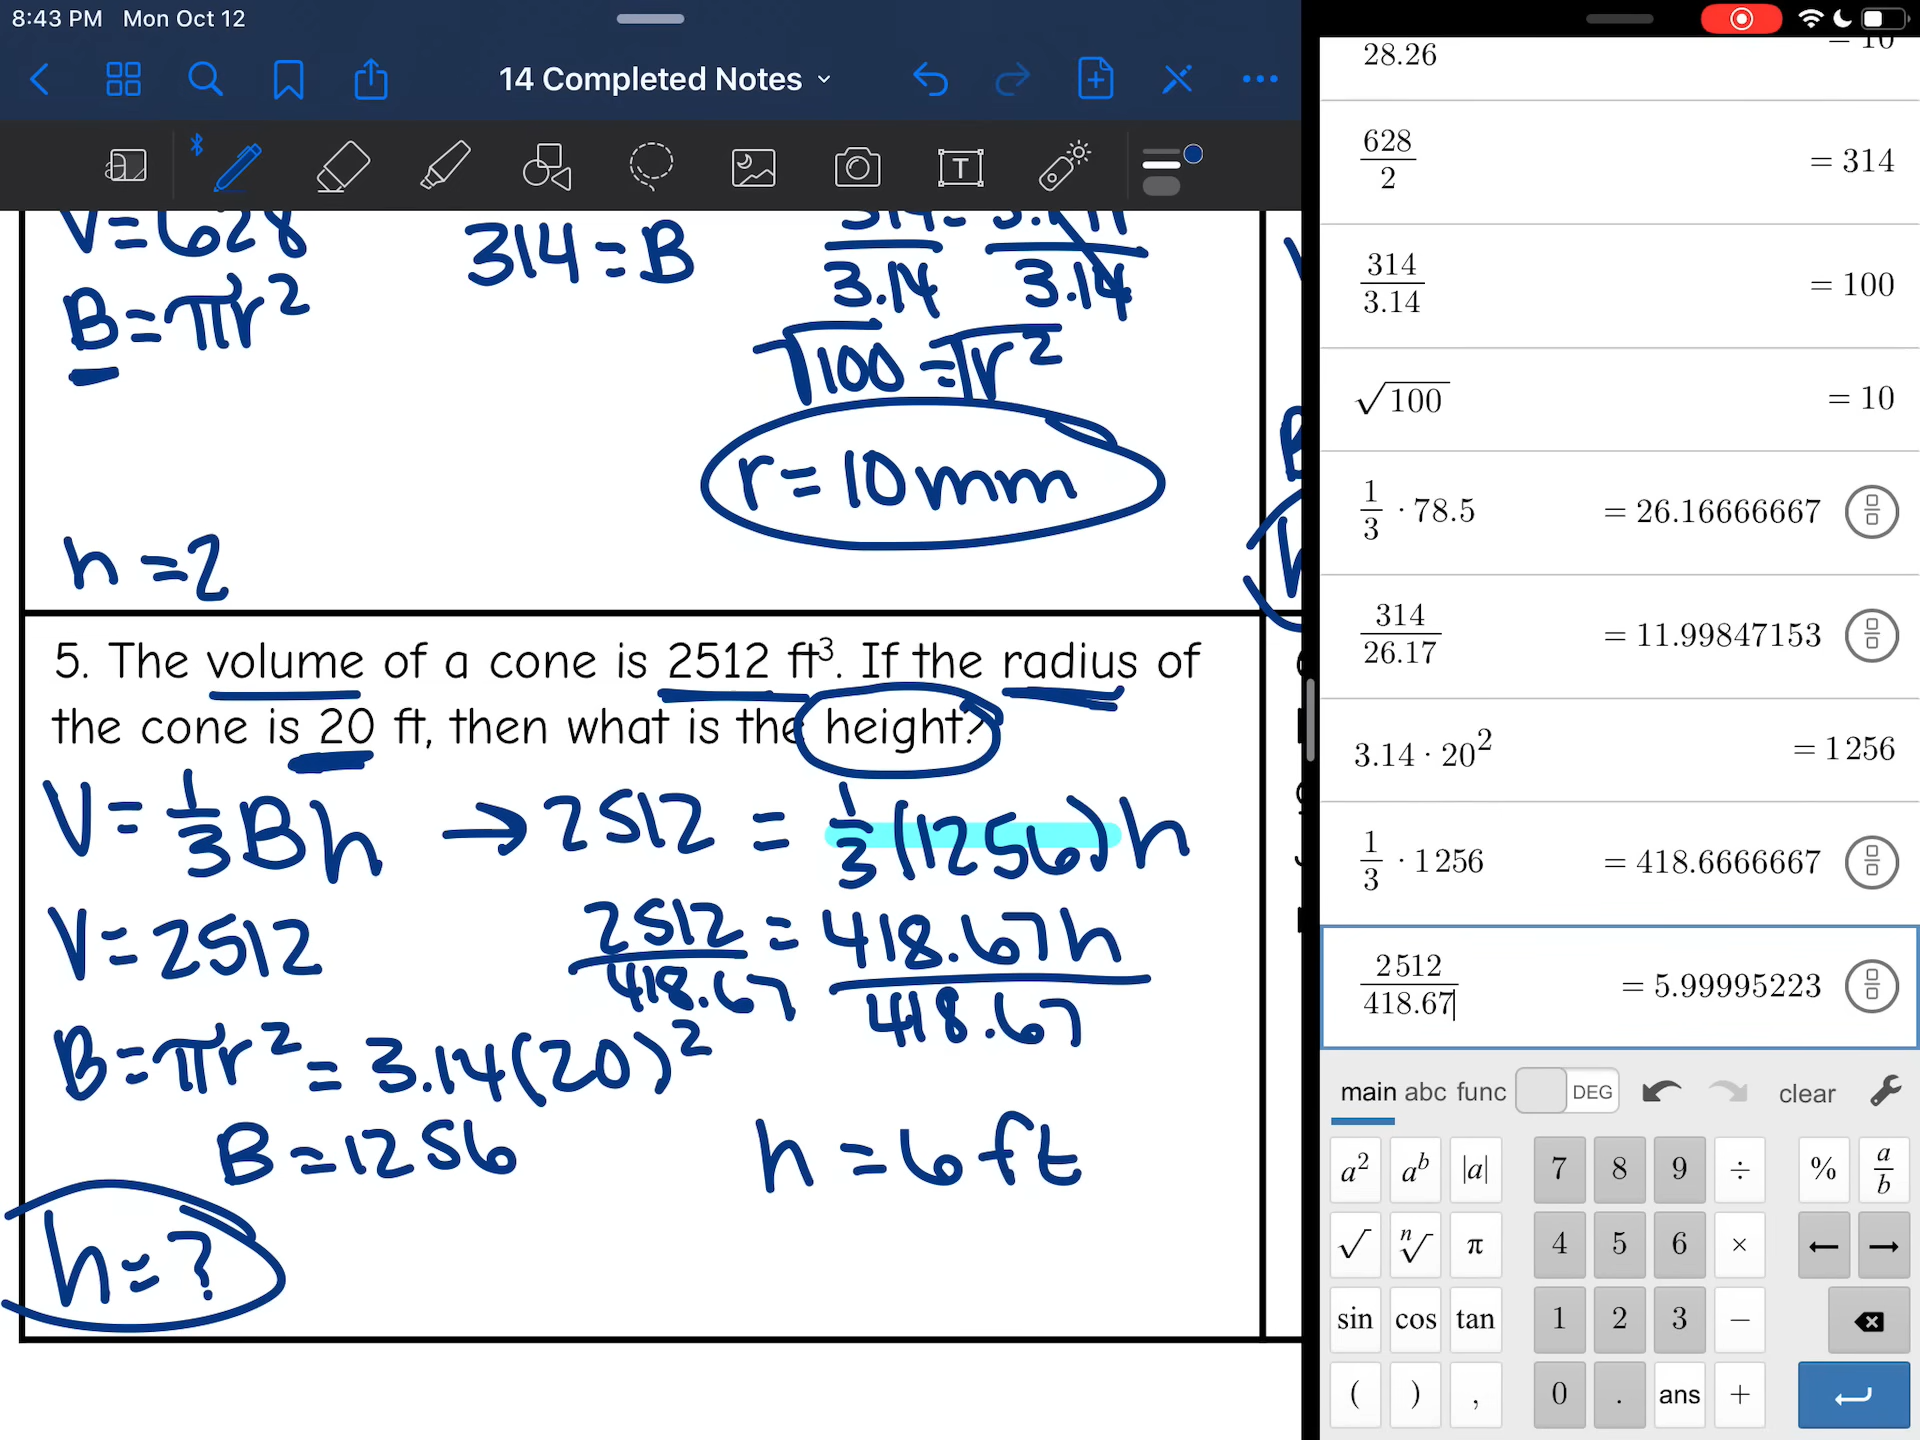 8:43 PM Mon Oct 12
14 Completed Notes
V=628
314=B
3.14 3.14
B=πr²
√100 =√r²
r=10mm
h=2
5. The volume of a cone is 2512 ft³. If the radius of
the cone is 20 ft, then what is the height?
V= 1/3 Bh → 2512 = 1/3 (1256)h
V=2512
2512/418.67 = 418.67h/418.67
B=πr²= 3.14(20)²
B=1256
h=6ft
h=?
28.26 = 10
628/2 = 314
314/3.14 = 100
√100 = 10
1/3 · 78.5 = 26.16666667
314/26.17 = 11.99847153
3.14 · 20² = 1256
1/3 · 1256 = 418.6666667
2512/418.67 = 5.99995223
main abc func DEG clear
a² aᵇ |a| 7 8 9 ÷ % a/b
√ ⁿ√ π 4 5 6 × ← →
sin cos tan 1 2 3 −
( ) , 0 . ans +